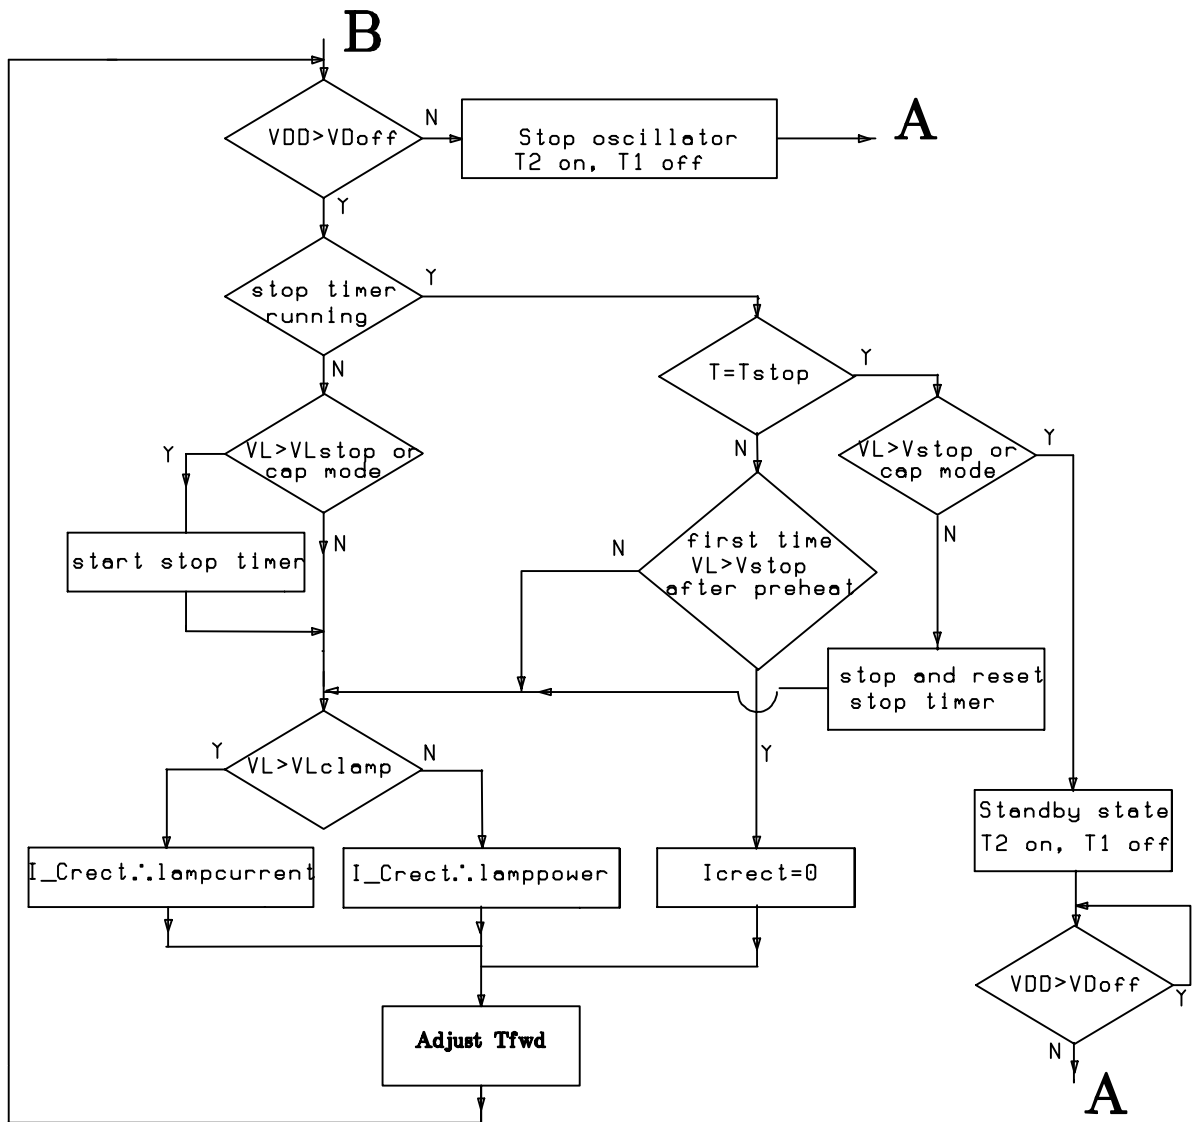 B
VDD>VDoff
N
Stop oscillator
T2 on, T1 off
A
Y
stop timer
running
Y
N
T=Tstop
Y
Y
VL>VLstop or
cap mode
N
VL>Vstop or
cap mode
Y
start stop timer
N
N
first time
VL>Vstop
after preheat
N
stop and reset
stop timer
Y
VL>VLclamp
N
Y
Standby state
T2 on, T1 off
I_Crect∴lampcurrent
I_Crect∴lamppower
Icrect=0
VDD>VDoff
Y
Adjust Tfwd
N
A